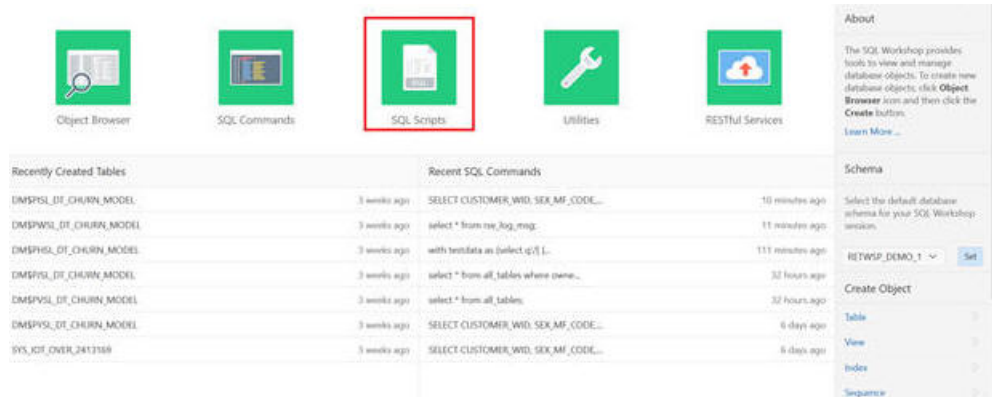 Object Browser
SQL Commands
SQL Scripts
Utilities
RESTful Services
Recently Created Tables
DM$PISL_DT_CHURN_MODEL 3 weeks ago
DM$PWSL_DT_CHURN_MODEL 3 weeks ago
DM$PHSL_DT_CHURN_MODEL 3 weeks ago
DM$PJSL_DT_CHURN_MODEL 3 weeks ago
DM$PVSL_DT_CHURN_MODEL 3 weeks ago
DM$PYSL_DT_CHURN_MODEL 3 weeks ago
SYS_IOT_OVER_2413169 3 weeks ago
Recent SQL Commands
SELECT CUSTOMER_WID, SEX_MF_CODE,... 10 minutes ago
select * from rse_log_msg; 11 minutes ago
with testdata as (select 111 minutes ago
select * from all_tables where owne... 32 hours ago
select * from all_tables; 32 hours ago
SELECT CUSTOMER_WID, SEX_MF_CODE,... 6 days ago
SELECT CUSTOMER_WID, SEX_MF_CODE,... 6 days ago
About
The SQL Workshop provides
tools to view and manage
database objects. To create new
database objects, click Object
Browser icon and then click the
Create button.
Learn More ...
Schema
Select the default database
schema for your SQL Workshop
session.
RETWSP_DEMO_1 Set
Create Object
Table
View
Index
Sequence